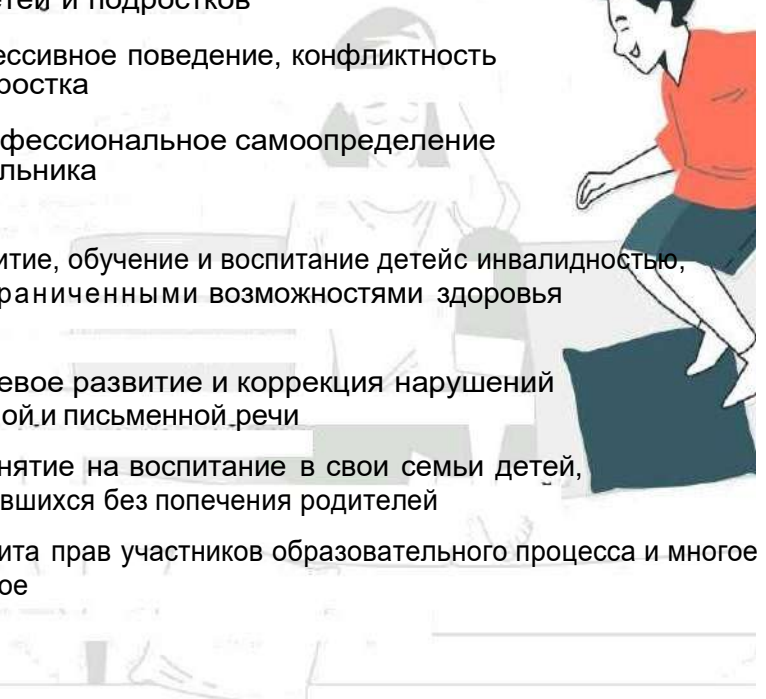 етей и подростков
ессивное поведение, конфликтность
ростка
фессиональное самоопределение
льника
итие, обучение и воспитание детейс инвалидностью,
раниченными возможностями здоровья
евое развитие и коррекция нарушений
ой и письменной речи
нятие на воспитание в свои семьи детей,
вшихся без попечения родителей
ита прав участников образовательного процесса и многое
ое